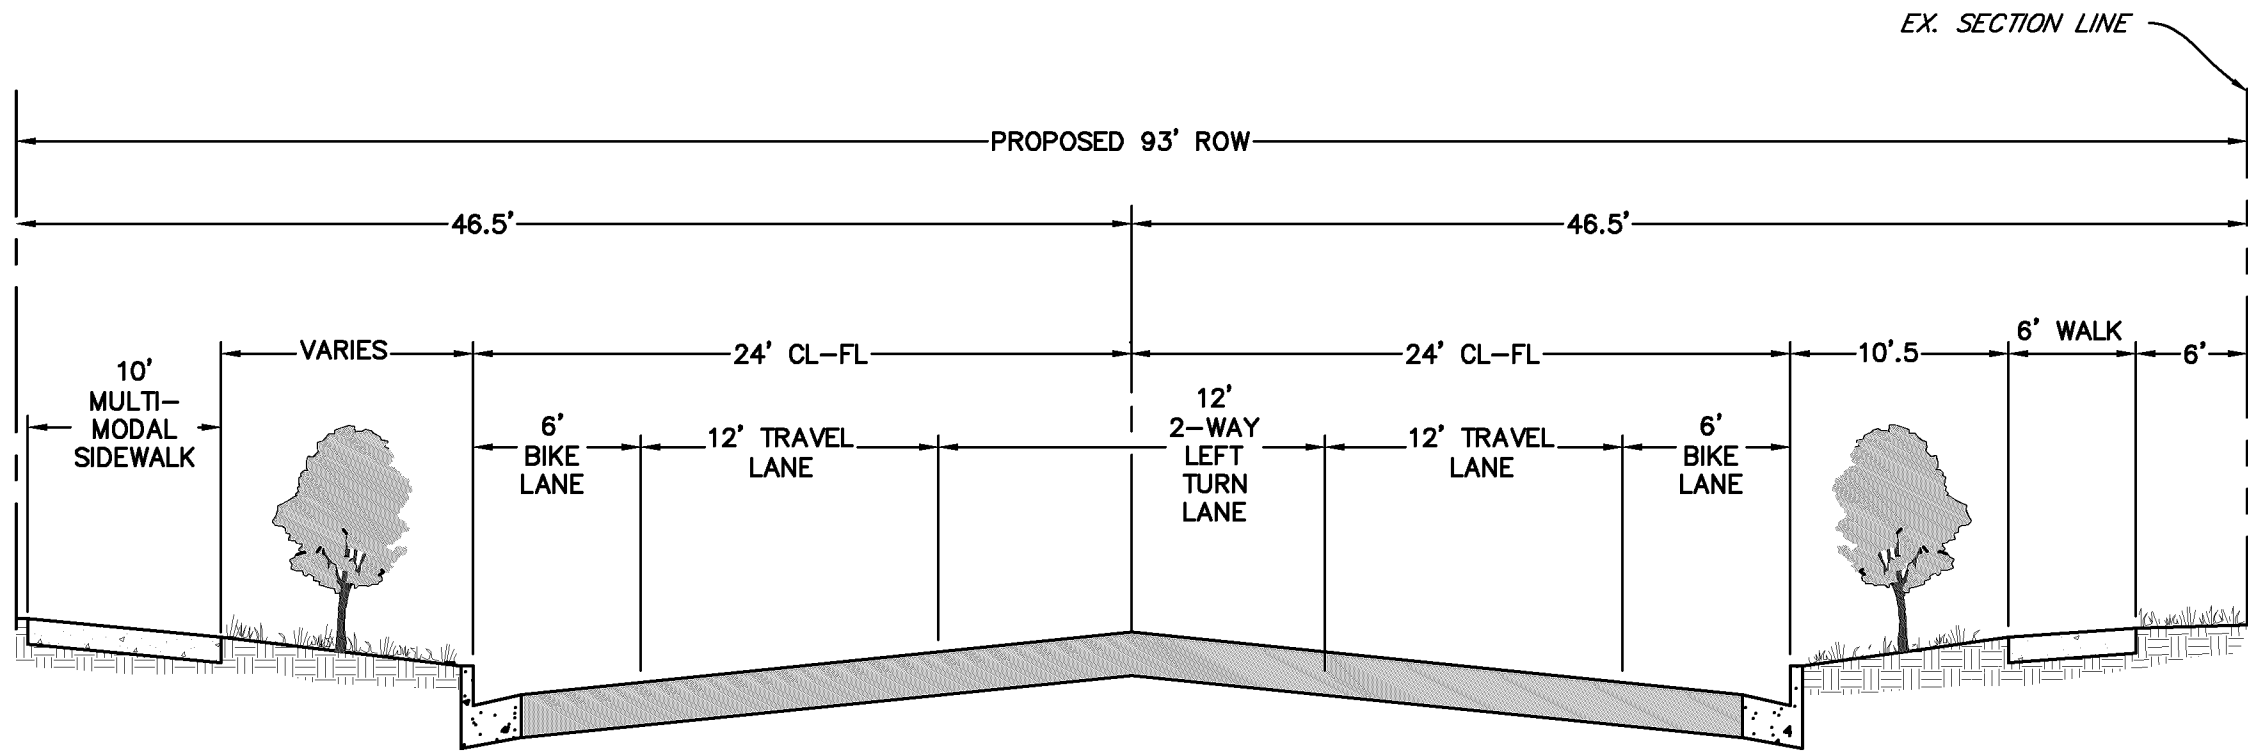 EX. SECTION LINE
PROPOSED 93' ROW
46.5'
46.5'
10'
MULTI-
MODAL
SIDEWALK
VARIES
24' CL-FL
24' CL-FL
10'.5
6' WALK
6'
6'
BIKE
LANE
12' TRAVEL
LANE
12'
2-WAY
LEFT
TURN
LANE
12' TRAVEL
LANE
6'
BIKE
LANE